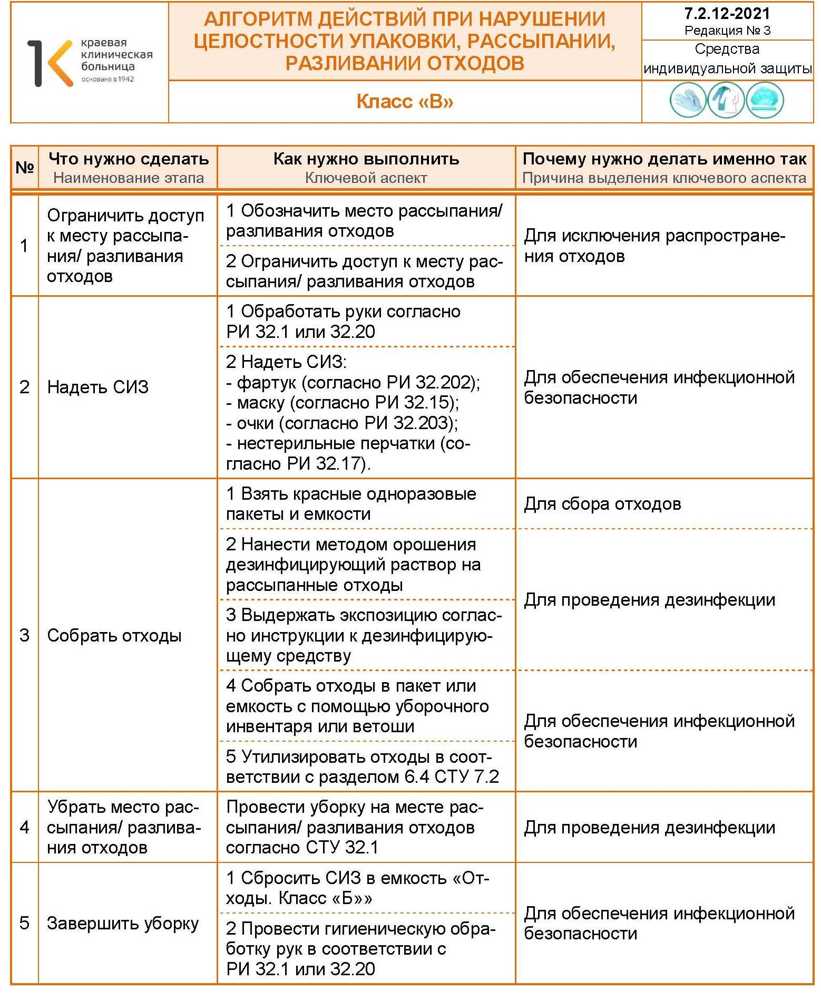 краевая
клиническая
больница
основана в 1942
АЛГОРИТМ ДЕЙСТВИЙ ПРИ НАРУШЕНИИ
ЦЕЛОСТНОСТИ УПАКОВКИ, РАССЫПАНИИ,
РАЗЛИВАНИИ ОТХОДОВ
Класс «В»
7.2.12-2021
Редакция № 3
Средства
индивидуальной защиты
№
Что нужно сделать
Наименование этапа
Как нужно выполнить
Ключевой аспект
Почему нужно делать именно так
Причина выделения ключевого аспекта
1
Ограничить доступ
к месту рассыпа-
ния/ разливания
отходов
1 Обозначить место рассыпания/
разливания отходов
2 Ограничить доступ к месту рас-
сыпания/ разливания отходов
Для исключения распростране-
ния отходов
2
Надеть СИЗ
1 Обработать руки согласно
РИ 32.1 или 32.20
2 Надеть СИЗ:
- фартук (согласно РИ 32.202);
- маску (согласно РИ 32.15);
- очки (согласно РИ 32.203);
- нестерильные перчатки (со-
гласно РИ 32.17).
Для обеспечения инфекционной
безопасности
3
Собрать отходы
1 Взять красные одноразовые
пакеты и емкости
Для сбора отходов
2 Нанести методом орошения
дезинфицирующий раствор на
рассыпанные отходы
3 Выдержать экспозицию соглас-
но инструкции к дезинфицирую-
щему средству
Для проведения дезинфекции
4 Собрать отходы в пакет или
емкость с помощью уборочного
инвентаря или ветоши
5 Утилизировать отходы в соот-
ветствии с разделом 6.4 СТУ 7.2
Для обеспечения инфекционной
безопасности
4
Убрать место рас-
сыпания/ разлива-
ния отходов
Провести уборку на месте рас-
сыпания/ разливания отходов
согласно СТУ 32.1
Для проведения дезинфекции
5
Завершить уборку
1 Сбросить СИЗ в емкость «От-
ходы. Класс «Б»»
2 Провести гигиеническую обра-
ботку рук в соответствии с
РИ 32.1 или 32.20
Для обеспечения инфекционной
безопасности